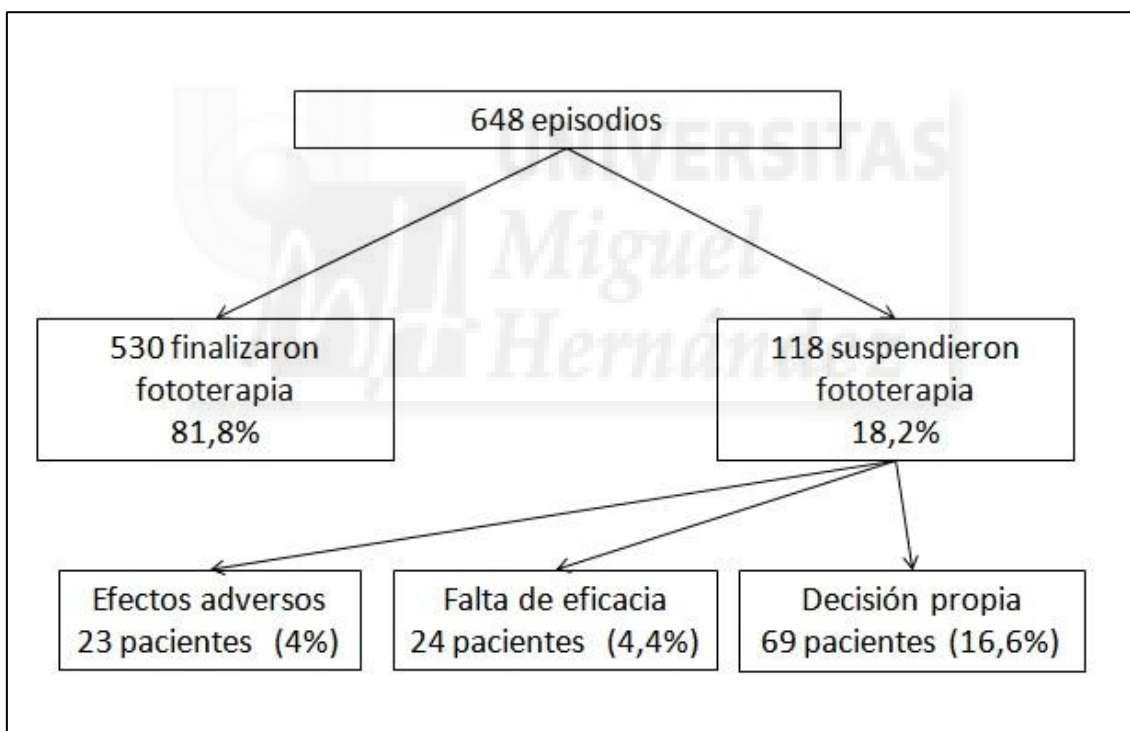 648 episodios
UNIVERSITAS
Miguel
Hernández
530 finalizaron
fototerapia
81,8%
118 suspendieron
fototerapia
18,2%
Efectos adversos
23 pacientes (4%)
Falta de eficacia
24 pacientes (4,4%)
Decisión propia
69 pacientes (16,6%)